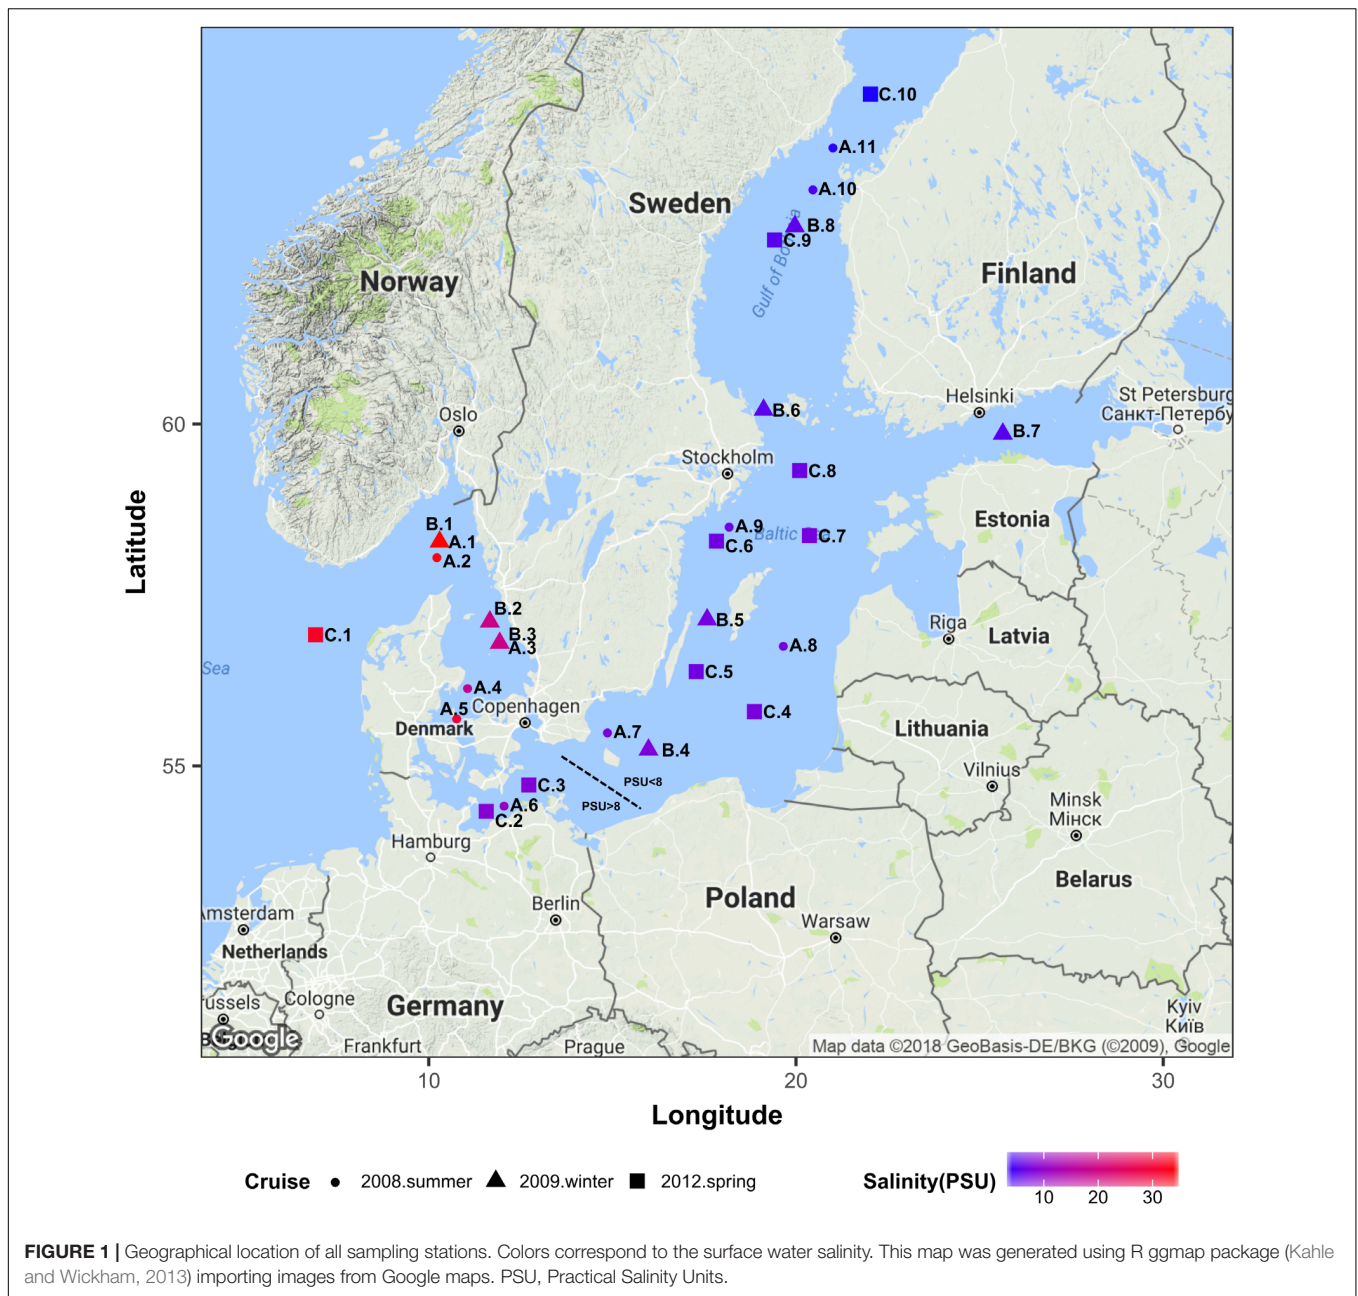 C.10
A.11
A.10
Sweden
B.8
C.9
Gulf of Bo
a
Finland
Norway
Helsinki
St Petersburg
Санкт-Петербу
B.6
Oslo
60
B.7
Stockholm
C.8
A.9
Baltic
C.7
C.6
Estonia
B.1
A.1
A.2
B.2
B.5
Riga
Latvia
C.1
B.3
A.3
A.8
Sea
C.5
A.4
A.5
Copenhagen
C.4
Denmark
A.7
B.4
Lithuania
55
PSU<8
PSU>8
C.3
A.6
C.2
Vilnius
Minsk
Мінск
Hamburg
Belarus
Poland
Berlin
Amsterdam
Warsaw
Netherlands
russels
Cologne
Germany
Kyiv
Київ
Google
Frankfurt
Prague
Map data ©2018 GeoBasis-DE/BKG (©2009), Google
Latitude
10
20
30
Longitude
Cruise 2008.summer 2009.winter 2012.spring
Salinity(PSU)
10 20 30
FIGURE 1 | Geographical location of all sampling stations. Colors correspond to the surface water salinity. This map was generated using R ggmap package (Kahle
and Wickham, 2013) importing images from Google maps. PSU, Practical Salinity Units.